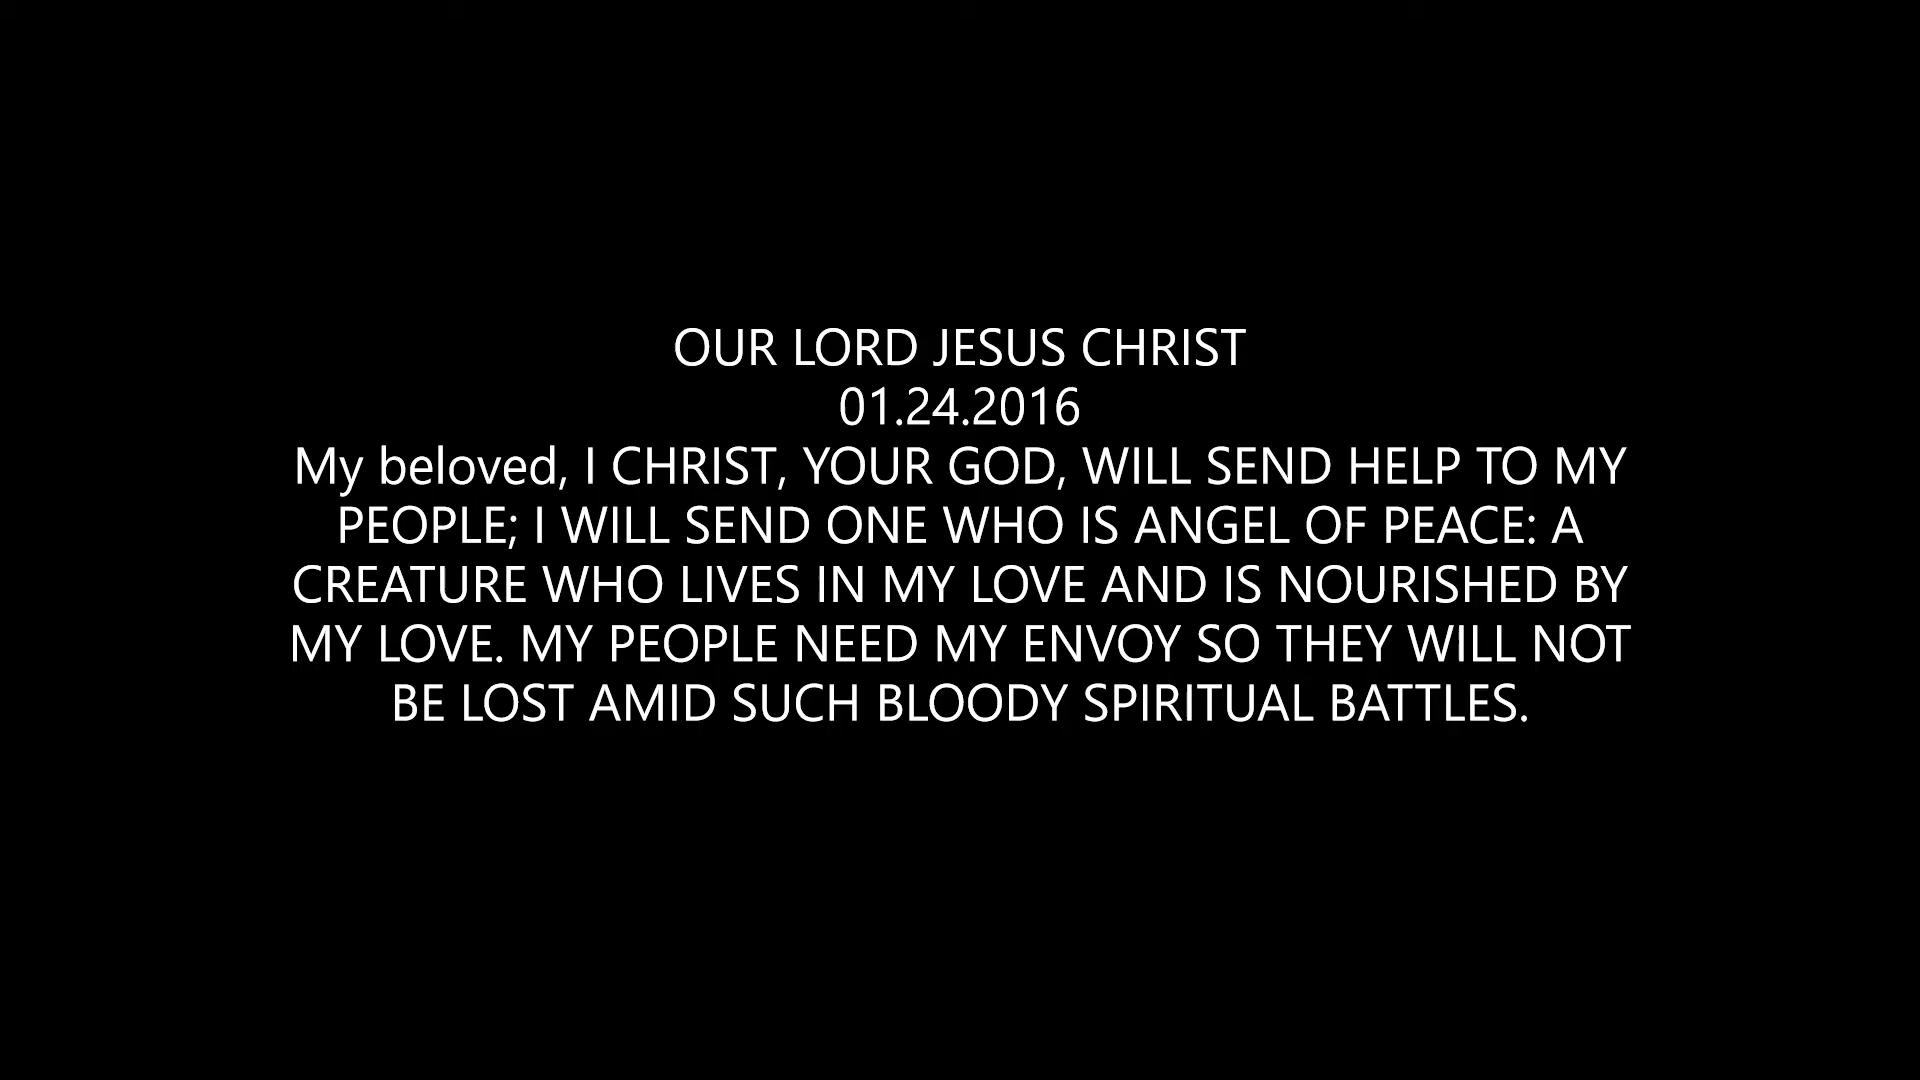 OUR LORD JESUS CHRIST
01.24.2016
My beloved, I CHRIST, YOUR GOD, WILL SEND HELP TO MY
PEOPLE; I WILL SEND ONE WHO IS ANGEL OF PEACE: A
CREATURE WHO LIVES IN MY LOVE AND IS NOURISHED BY
MY LOVE. MY PEOPLE NEED MY ENVOY SO THEY WILL NOT
BE LOST AMID SUCH BLOODY SPIRITUAL BATTLES.